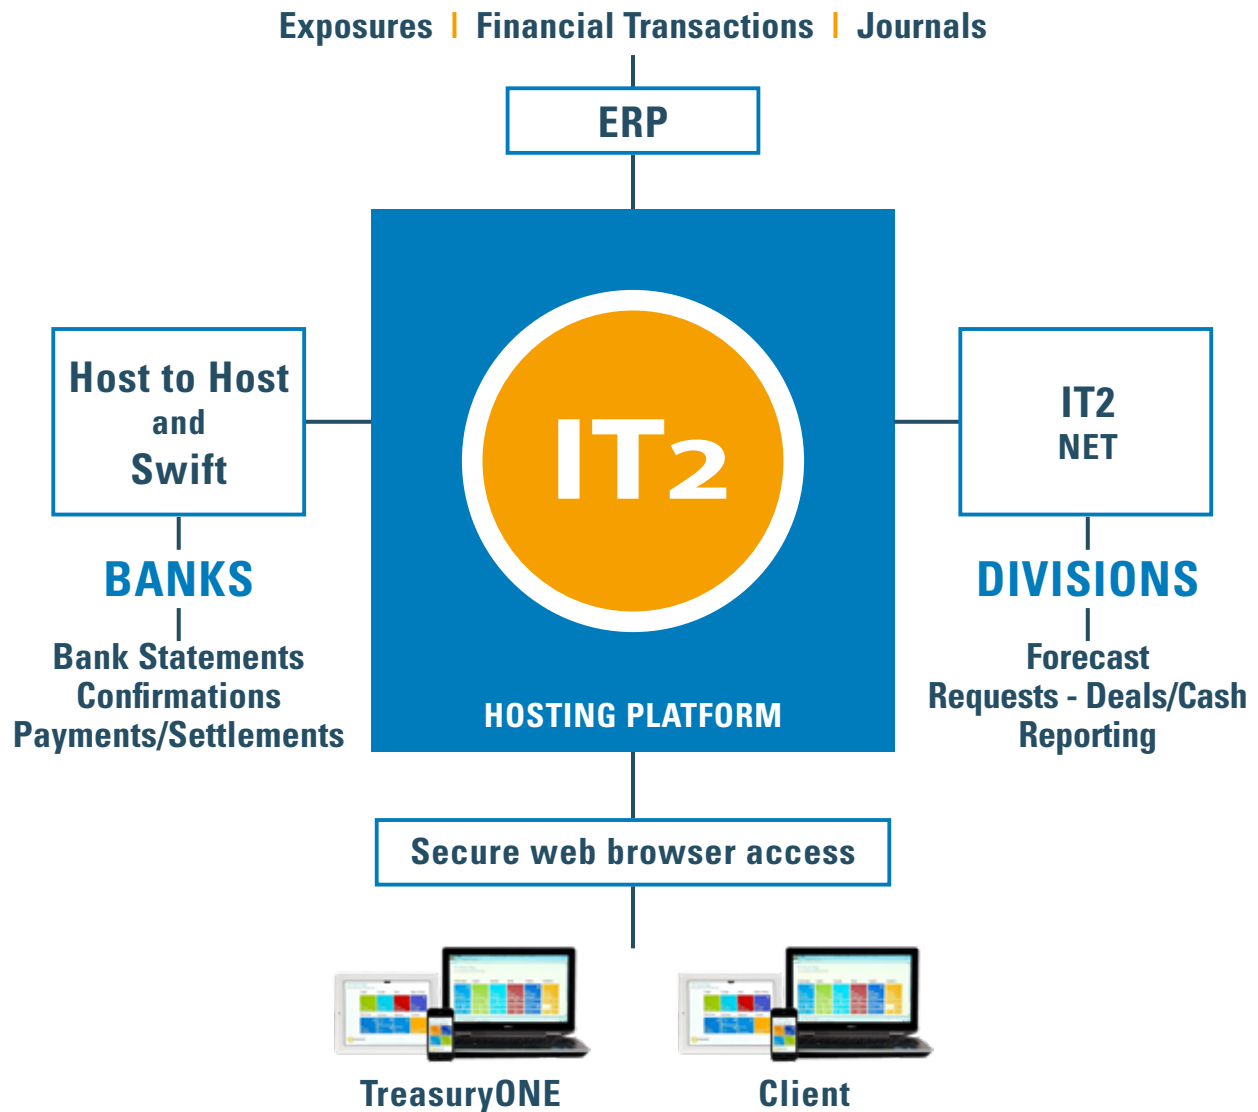 Exposures | Financial Transactions | Journals
ERP
Host to Host
and
Swift
BANKS
Bank Statements
Confirmations
Payments/Settlements
IT2
HOSTING PLATFORM
IT2
NET
DIVISIONS
Forecast
Requests - Deals/Cash
Reporting
Secure web browser access
TreasuryONE
Client